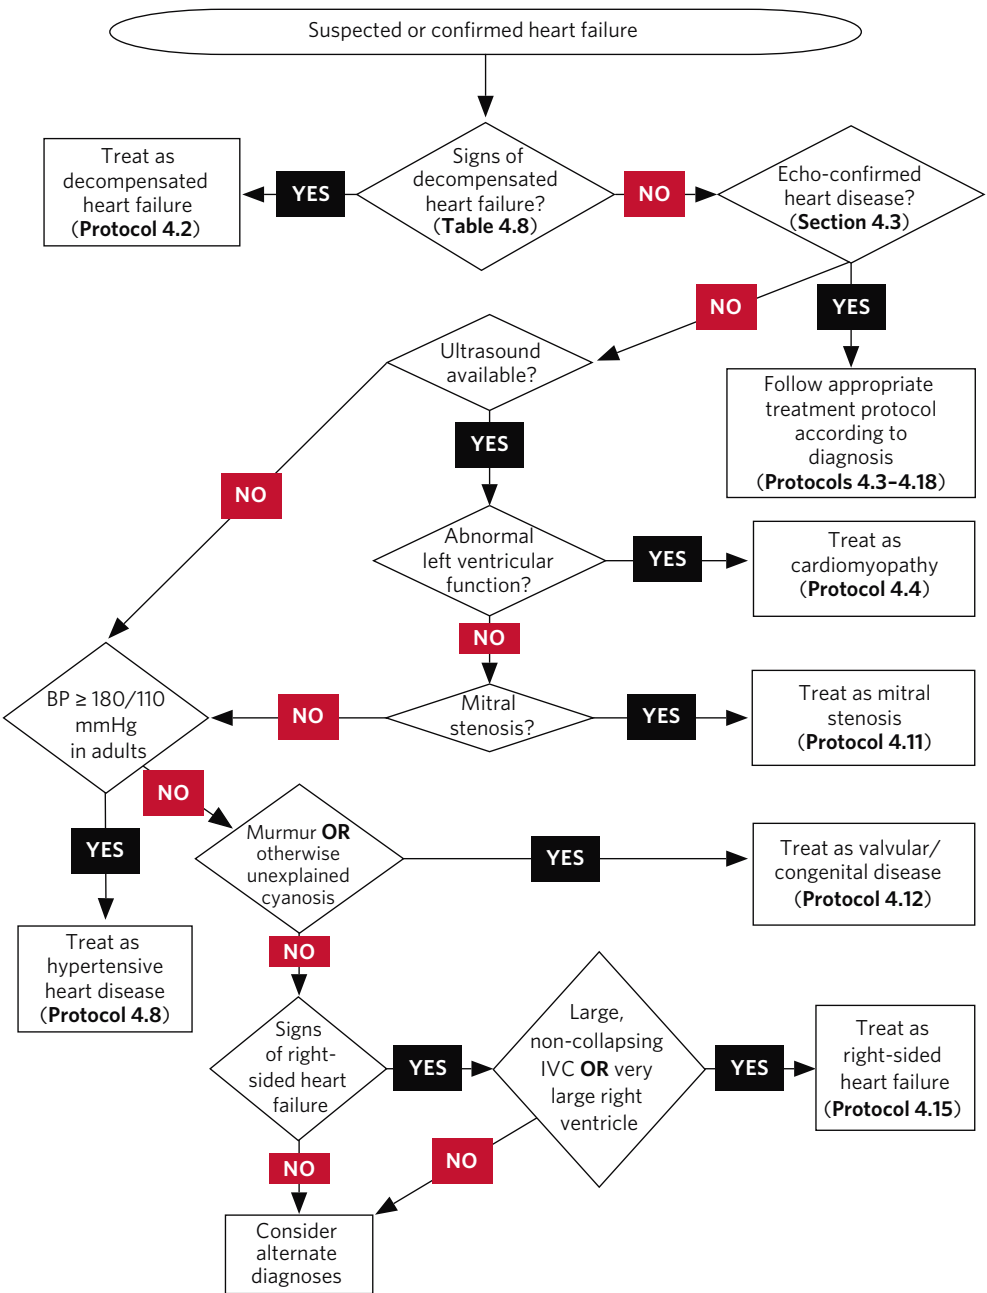 Suspected or confirmed heart failure
Treat as
decompensated
heart failure
(Protocol 4.2)
YES
Signs of
decompensated
heart failure?
(Table 4.8)
NO
Echo-confirmed
heart disease?
(Section 4.3)
NO
YES
Ultrasound
available?
Follow appropriate
treatment protocol
according to
diagnosis
(Protocols 4.3–4.18)
YES
NO
Abnormal
left ventricular
function?
YES
Treat as
cardiomyopathy
(Protocol 4.4)
NO
BP ≥ 180/110
mmHg
in adults
NO
Mitral
stenosis?
YES
Treat as mitral
stenosis
(Protocol 4.11)
NO
YES
Murmur OR
otherwise
unexplained
cyanosis
YES
Treat as valvular/
congenital disease
(Protocol 4.12)
Treat as
hypertensive
heart disease
(Protocol 4.8)
NO
Signs
of right-
sided heart
failure
YES
Large,
non-collapsing
IVC OR very
large right
ventricle
YES
Treat as
right-sided
heart failure
(Protocol 4.15)
NO
NO
Consider
alternate
diagnoses